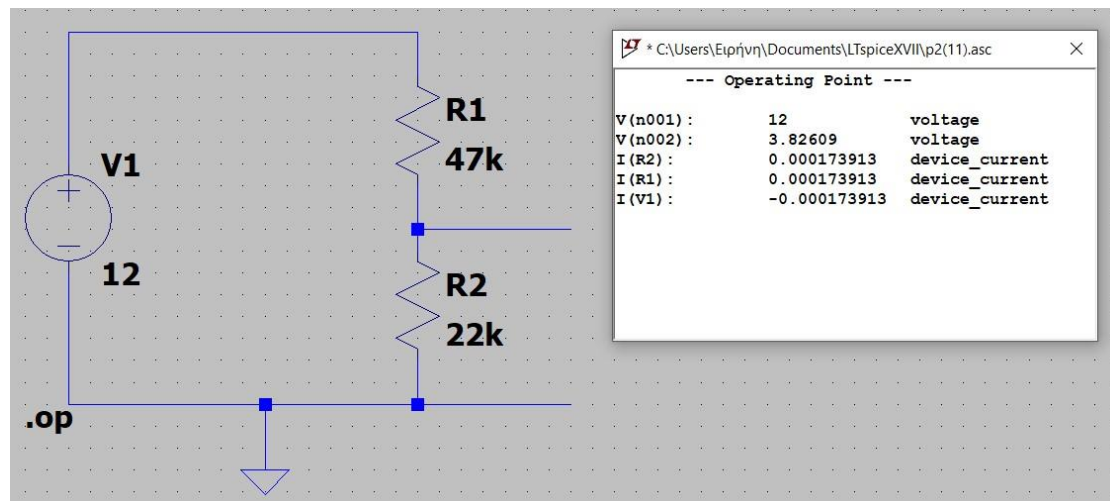 V1
12
R1
47k
R2
22k
.op
* C:\Users\Ειρήνη\Documents\LTspiceXVII\p2(11).asc
--- Operating Point ---
V(n001): 12 voltage
V(n002): 3.82609 voltage
I(R2): 0.000173913 device_current
I(R1): 0.000173913 device_current
I(V1): -0.000173913 device_current